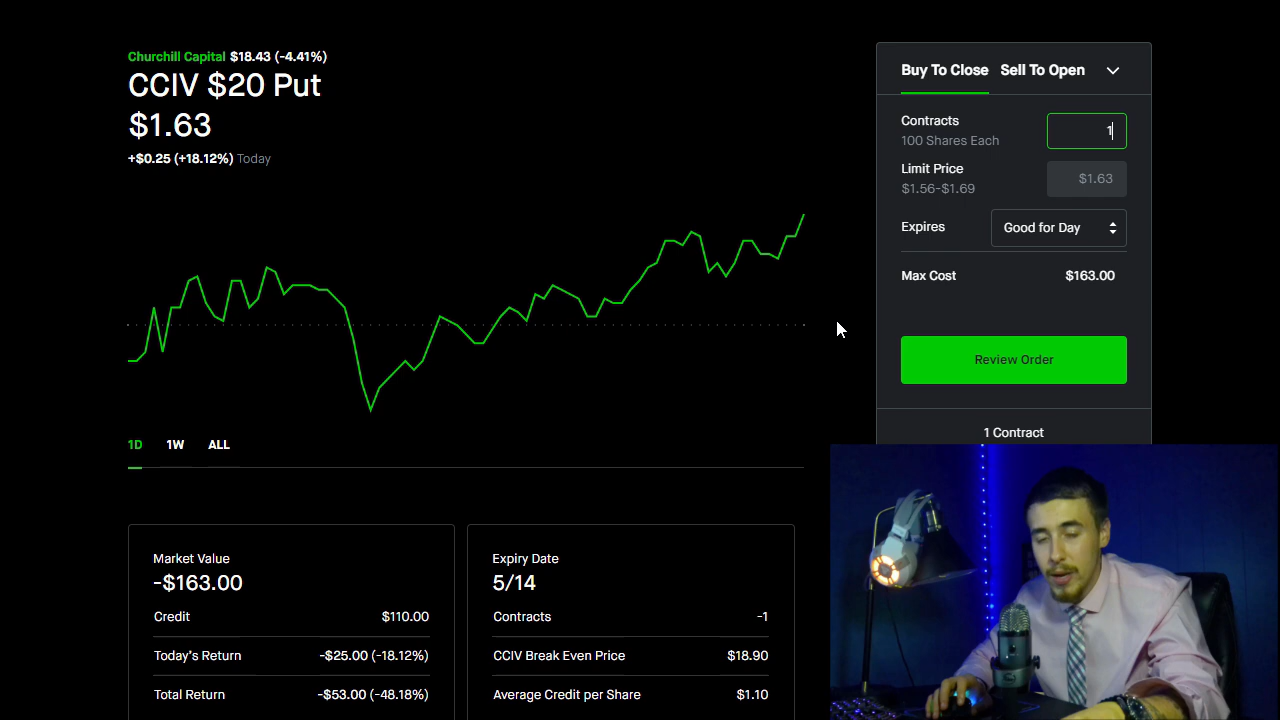 Churchill Capital $18.43 (-4.41%)
CCIV $20 Put
$1.63
+$0.25 (+18.12%) Today
1D 1W ALL
Market Value
-$163.00
Credit $110.00
Today's Return -$25.00 (-18.12%)
Total Return -$53.00 (-48.18%)
Expiry Date
5/14
Contracts -1
CCIV Break Even Price $18.90
Average Credit per Share $1.10
Buy To Close Sell To Open
Contracts 1
100 Shares Each
Limit Price $1.63
$1.56-$1.69
Expires Good for Day
Max Cost $163.00
Review Order
1 Contract